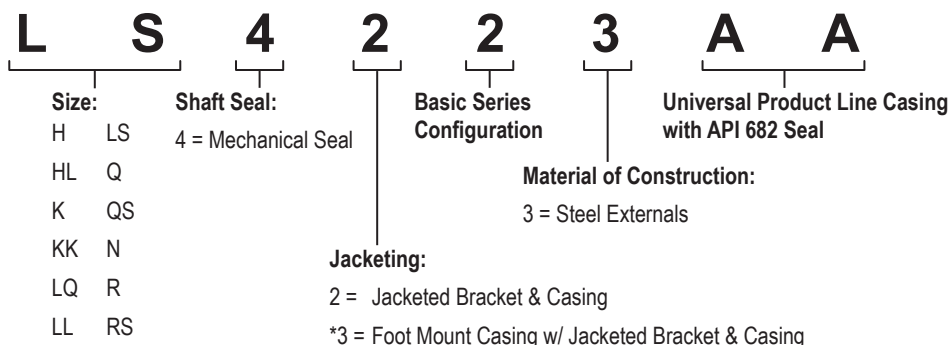 L S 4 2 2 3 A A
Size:
H LS
HL Q
K QS
KK N
LQ R
LL RS
Shaft Seal:
4 = Mechanical Seal
Basic Series
Configuration
Universal Product Line Casing
with API 682 Seal
Material of Construction:
3 = Steel Externals
Jacketing:
2 = Jacketed Bracket & Casing
*3 = Foot Mount Casing w/ Jacketed Bracket & Casing